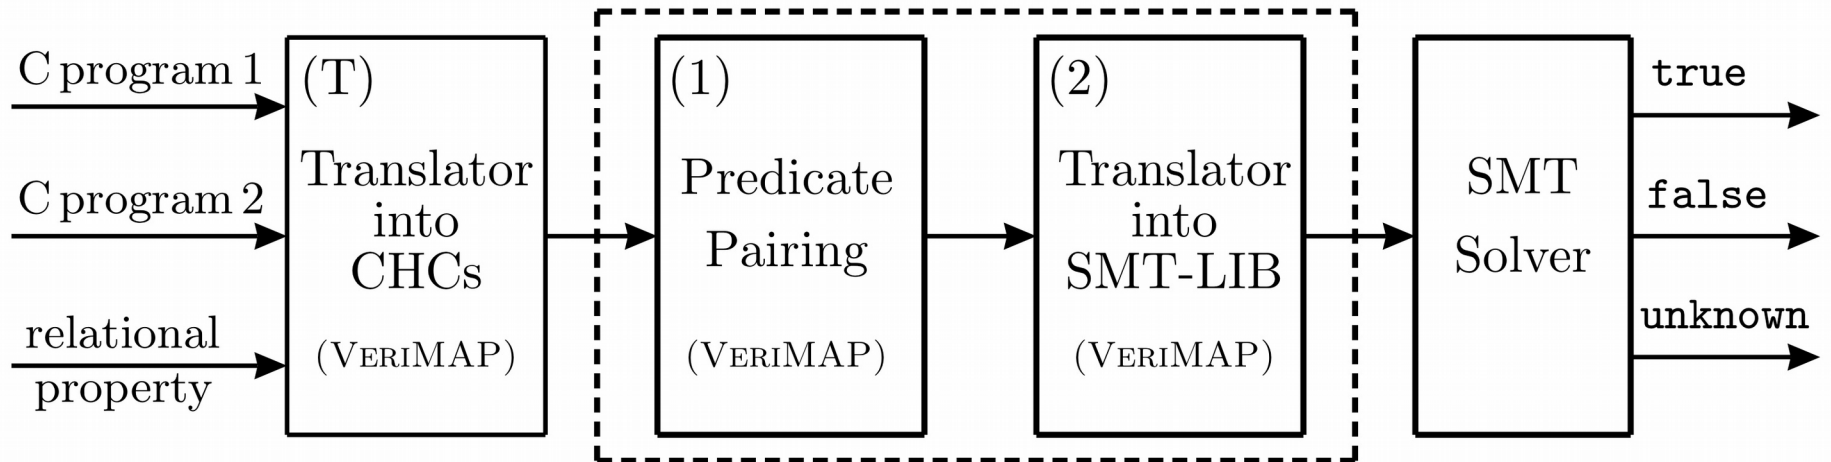 C program 1
C program 2
relational
property
(T)
Translator
into
CHCs
(VERIMAP)
(1)
Predicate
Pairing
(VERIMAP)
(2)
Translator
into
SMT-LIB
(VERIMAP)
SMT
Solver
true
false
unknown